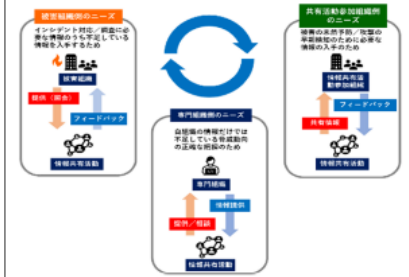 被害組織側のニーズ
インシデント対応／調査に必
要な情報のうち不足している
情報を入手するため
被害組織
提供（照会）
フィードバック
情報共有活動
専門組織側のニーズ
自組織の情報だけでは
不足している脅威動向
の正確な把握のため
専門組織
情報提供
提供／相談
情報共有活動
共有活動参加組織側
のニーズ
被害の未然予防／攻撃の
早期検知のために必要な
情報の入手のため
情報共有活
動参加組織
フィードバック
共有情報
情報共有活動